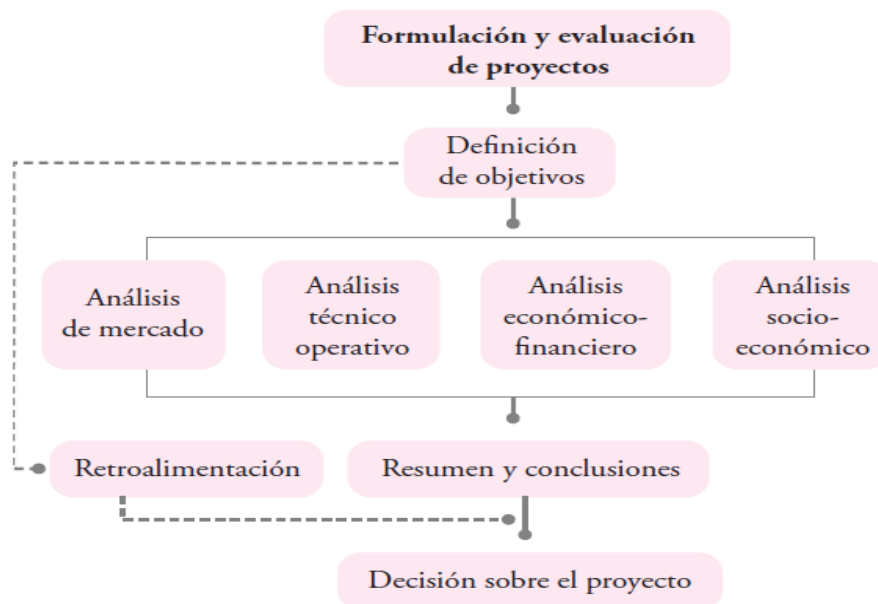 Formulación y evaluación
de proyectos
Definición
de objetivos
Análisis
de mercado
Análisis
técnico
operativo
Análisis
económico-
financiero
Análisis
socio-
económico
Retroalimentación
Resumen y conclusiones
Decisión sobre el proyecto